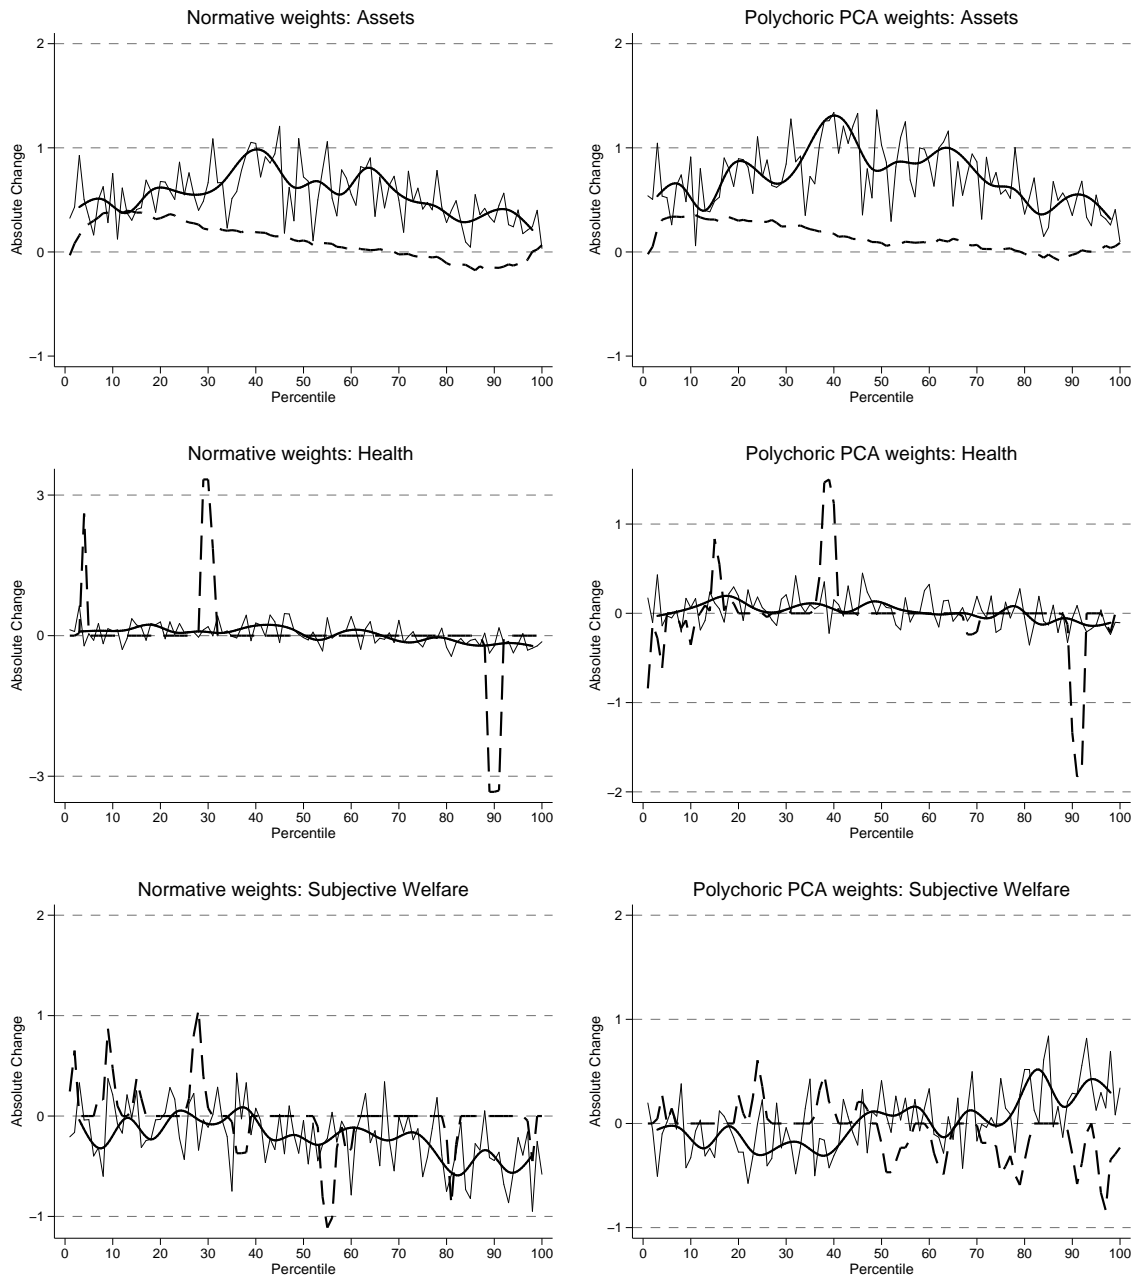 Normative weights: Assets
2
1
0
−1
Absolute Change
0 10 20 30 40 50 60 70 80 90 100
Percentile
Polychoric PCA weights: Assets
2
1
0
−1
Absolute Change
0 10 20 30 40 50 60 70 80 90 100
Percentile
Normative weights: Health
3
0
−3
Absolute Change
0 10 20 30 40 50 60 70 80 90 100
Percentile
Polychoric PCA weights: Health
1
0
−1
−2
Absolute Change
0 10 20 30 40 50 60 70 80 90 100
Percentile
Normative weights: Subjective Welfare
2
1
0
−1
Absolute Change
0 10 20 30 40 50 60 70 80 90 100
Percentile
Polychoric PCA weights: Subjective Welfare
2
1
0
−1
Absolute Change
0 10 20 30 40 50 60 70 80 90 100
Percentile